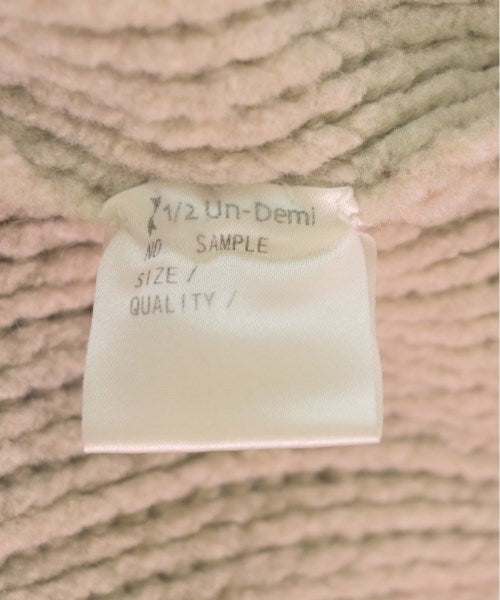 1/2 Un-Demi
NO SAMPLE
SIZE /
QUALITY /